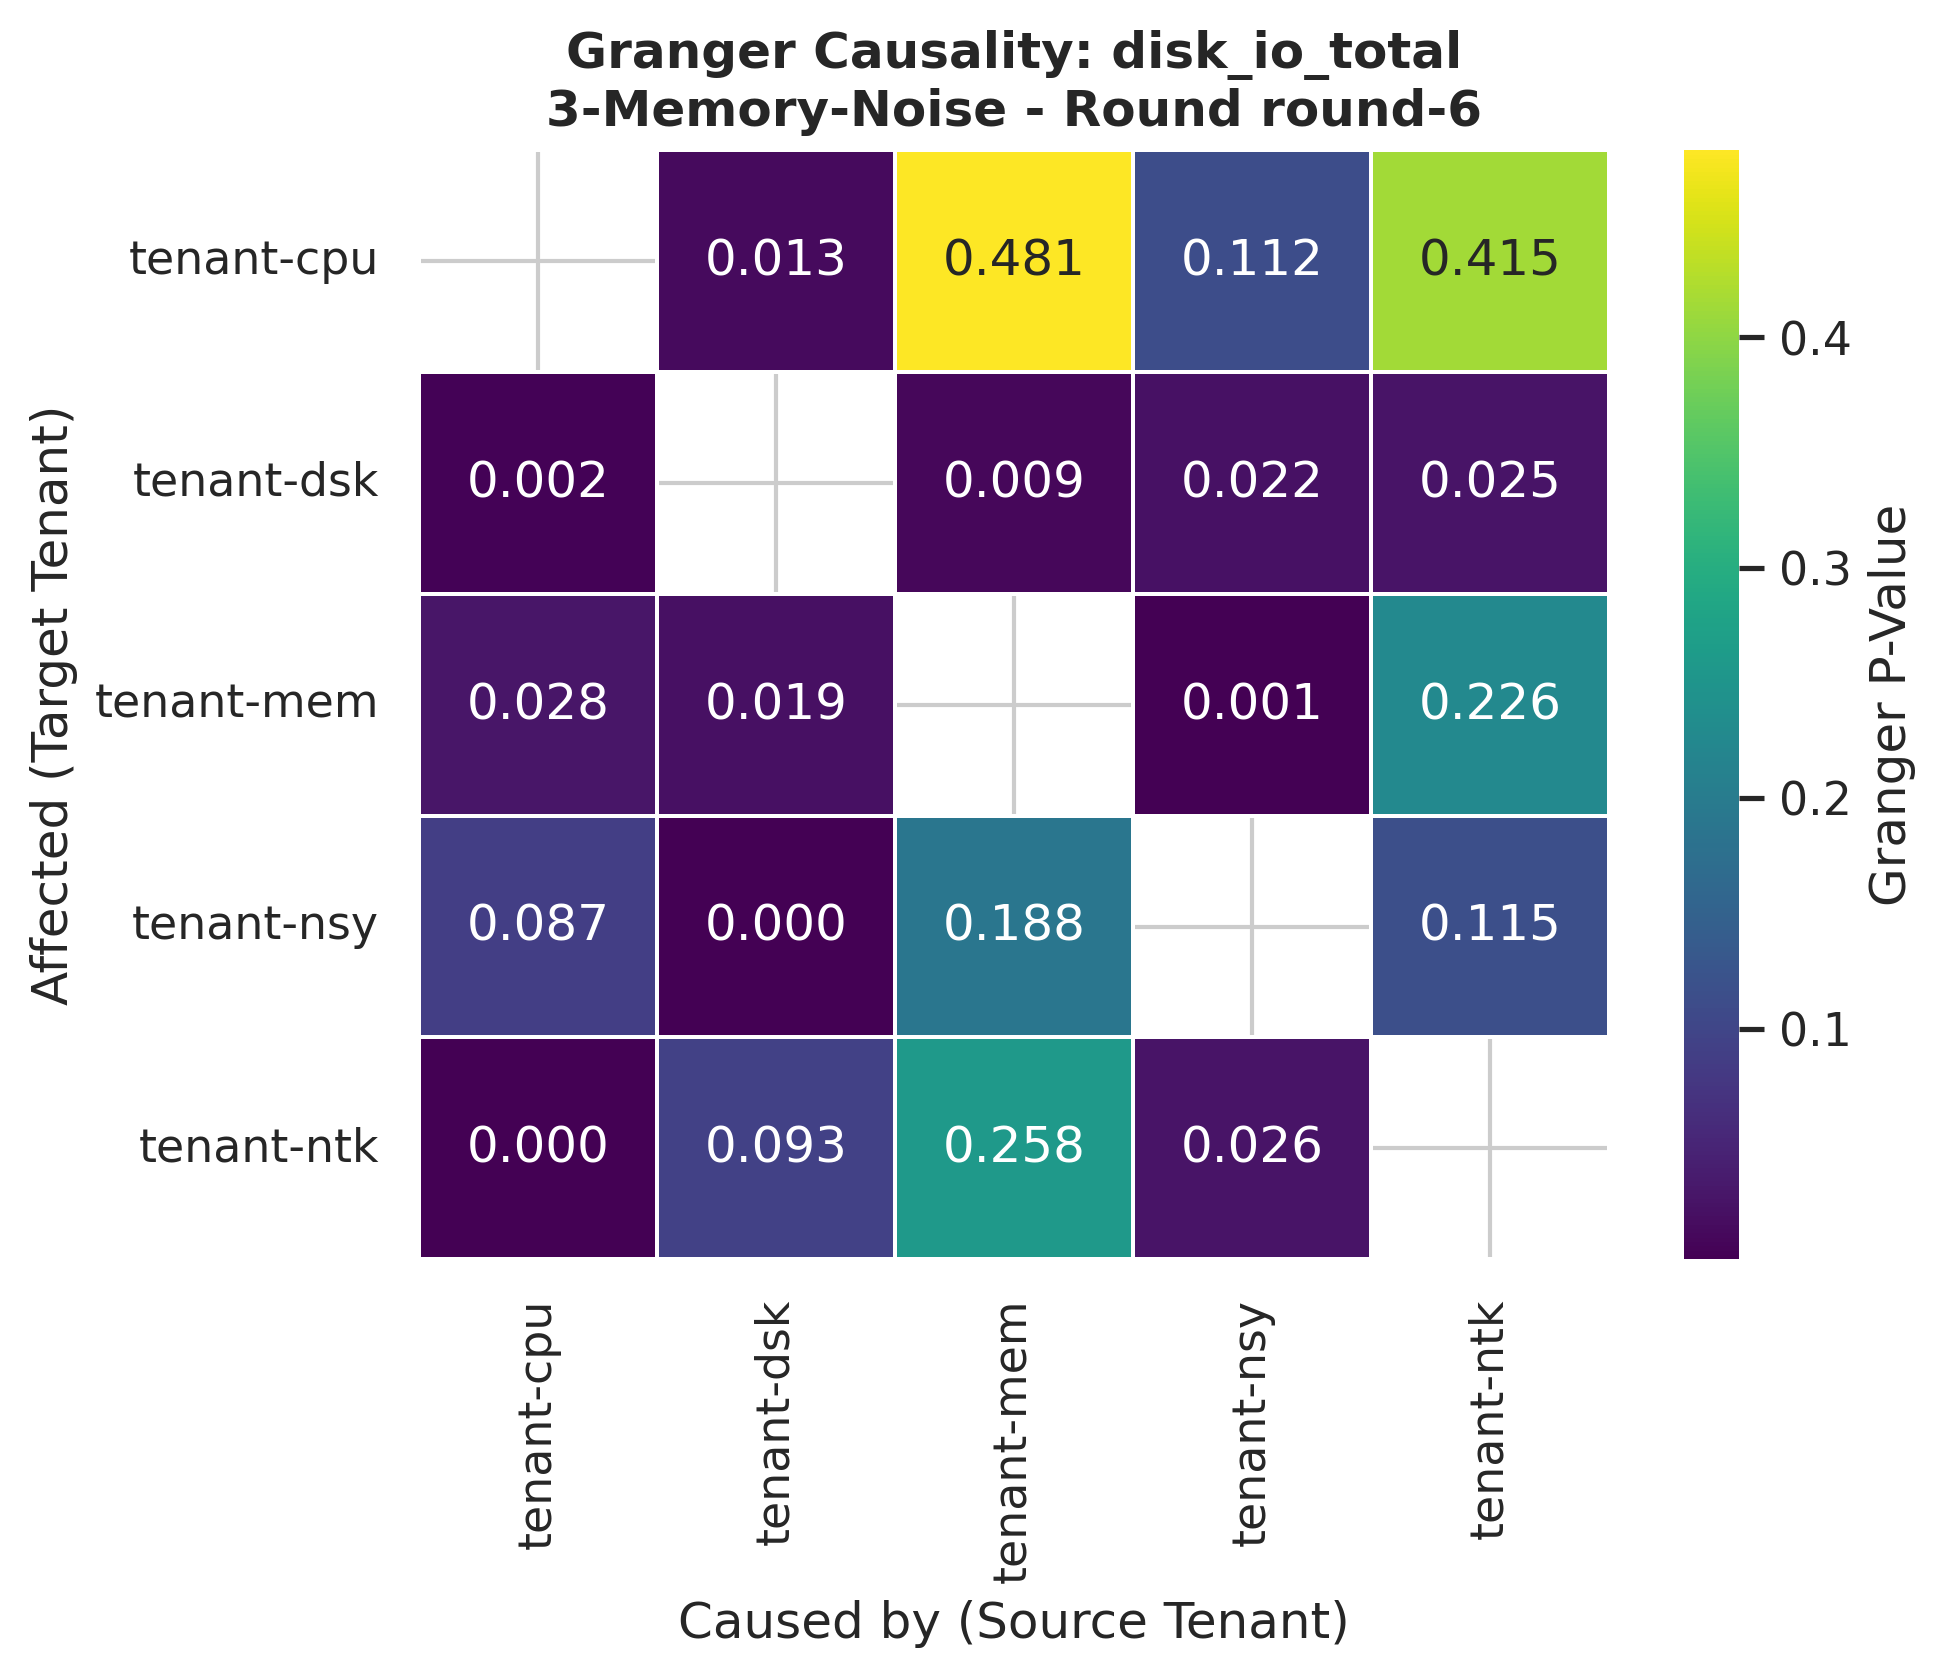 Granger Causality: disk_io_total
3-Memory-Noise - Round round-6
Affected (Target Tenant)
tenant-cpu 0.013 0.481 0.112 0.415
tenant-dsk 0.002 0.009 0.022 0.025
tenant-mem 0.028 0.019 0.001 0.226
tenant-nsy 0.087 0.000 0.188 0.115
tenant-ntk 0.000 0.093 0.258 0.026
tenant-cpu
tenant-dsk
tenant-mem
tenant-nsy
tenant-ntk
Caused by (Source Tenant)
0.4
0.3
0.2
0.1
Granger P-Value